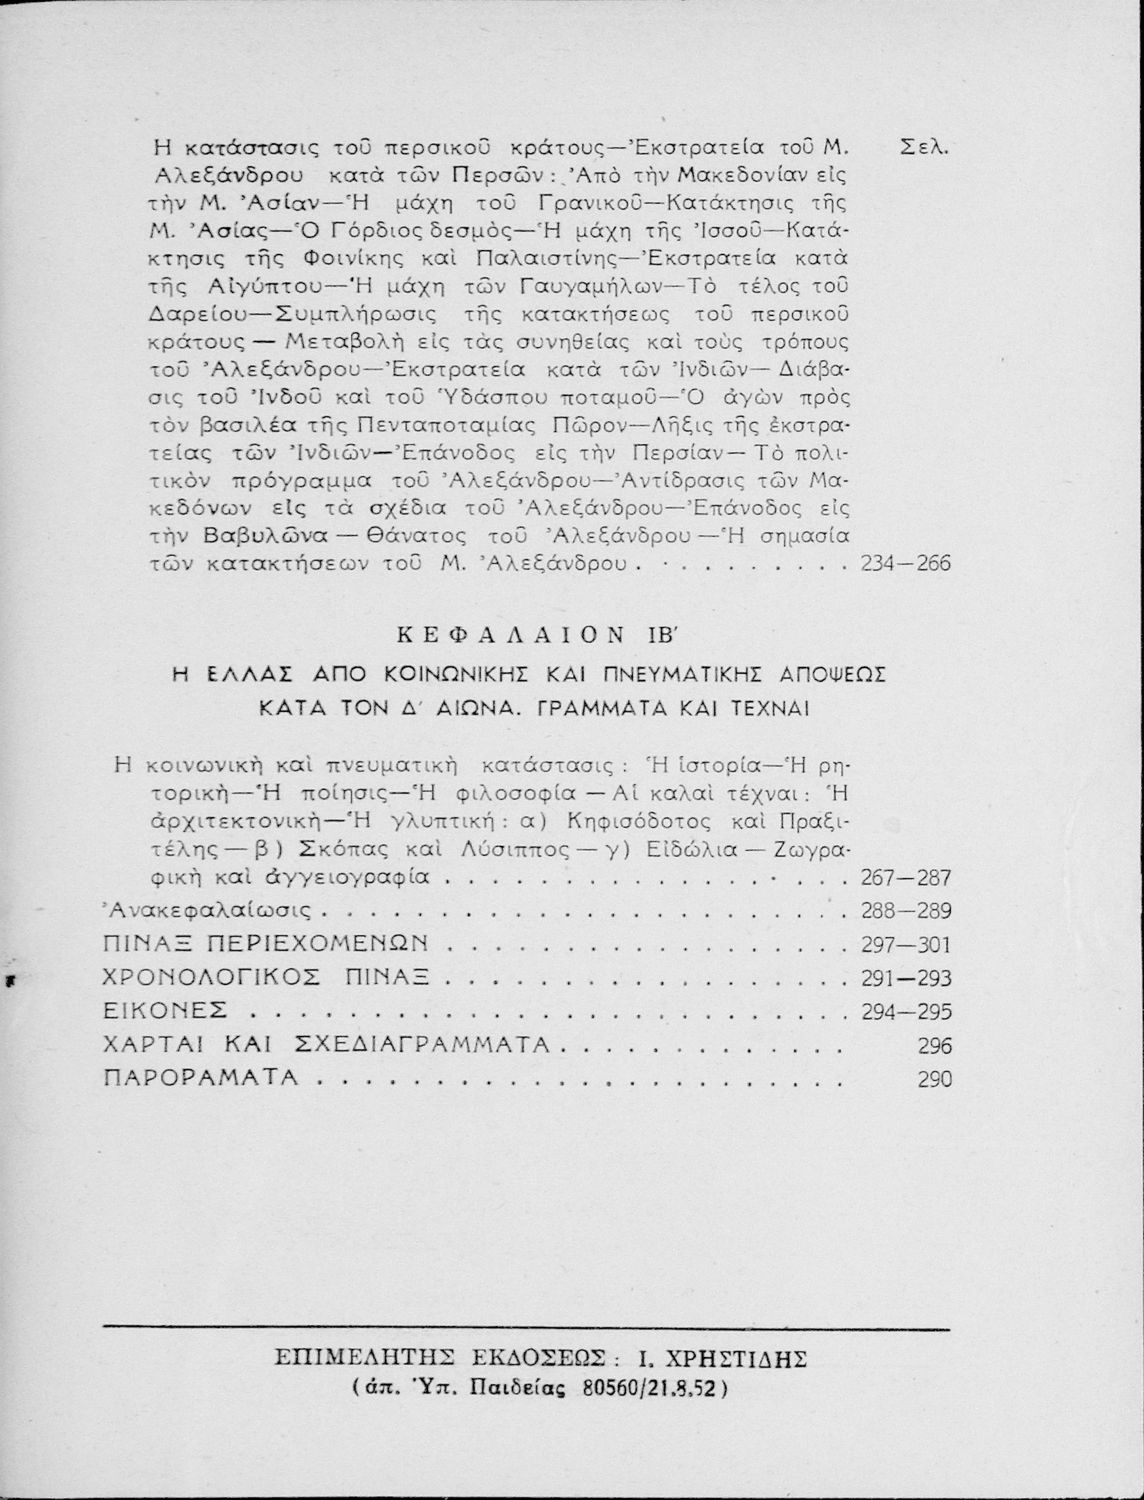 Η κατάστασις τοῦ περσικοῦ κράτους—Ἐκστρατεία τοῦ Μ. Σελ.
Ἀλεξάνδρου κατὰ τῶν Περσῶν : Ἀπὸ τὴν Μακεδονίαν εἰς
τὴν Μ. Ἀσίαν—Ἡ μάχη τοῦ Γρανικοῦ—Κατάκτησις τῆς
Μ. Ἀσίας—Ὁ Γόρδιος δεσμὸς—Ἡ μάχη τῆς Ἰσσοῦ—Κατά-
κτησις τῆς Φοινίκης καὶ Παλαιστίνης—Ἐκστρατεία κατὰ
τῆς Αἰγύπτου—Ἡ μάχη τῶν Γαυγαμήλων—Τὸ τέλος τοῦ
Δαρείου—Συμπλήρωσις τῆς κατακτήσεως τοῦ περσικοῦ
κράτους — Μεταβολὴ εἰς τὰς συνηθείας καὶ τοὺς τρόπους
τοῦ Ἀλεξάνδρου—Ἐκστρατεία κατὰ τῶν Ἰνδιῶν— Διάβα-
σις τοῦ Ἰνδοῦ καὶ τοῦ Ὑδάσπου ποταμοῦ—Ὁ ἀγὼν πρὸς
τὸν βασιλέα τῆς Πενταποταμίας Πῶρον—Λῆξις τῆς ἐκστρα-
τείας τῶν Ἰνδιῶν—Ἐπάνοδος εἰς τὴν Περσίαν— Τὸ πολι-
τικὸν πρόγραμμα τοῦ Ἀλεξάνδρου—Ἀντίδρασις τῶν Μα-
κεδόνων εἰς τὰ σχέδια τοῦ Ἀλεξάνδρου—Ἐπάνοδος εἰς
τὴν Βαβυλῶνα — Θάνατος τοῦ Ἀλεξάνδρου — Ἡ σημασία
τῶν κατακτήσεων τοῦ Μ. Ἀλεξάνδρου . . . . . . . . . . 234—266
ΚΕΦΑΛΑΙΟΝ ΙΒ′
Η ΕΛΛΑΣ ΑΠΟ ΚΟΙΝΩΝΙΚΗΣ ΚΑΙ ΠΝΕΥΜΑΤΙΚΗΣ ΑΠΟΨΕΩΣ
ΚΑΤΑ ΤΟΝ Δ′ ΑΙΩΝΑ. ΓΡΑΜΜΑΤΑ ΚΑΙ ΤΕΧΝΑΙ
Η κοινωνικὴ καὶ πνευματικὴ κατάστασις : Ἡ ἱστορία—Ἡ ρη-
τορικὴ—Ἡ ποίησις—Ἡ φιλοσοφία — Αἱ καλαὶ τέχναι : Ἡ
ἀρχιτεκτονικὴ—Ἡ γλυπτική : α) Κηφισόδοτος καὶ Πραξι-
τέλης — β ) Σκόπας καὶ Λύσιππος — γ) Εἰδώλια — Ζωγρα-
φικὴ καὶ ἀγγειογραφία . . . . . . . . . . . . . . . . . 267—287
Ἀνακεφαλαίωσις . . . . . . . . . . . . . . . . . . . . . . 288—289
ΠΙΝΑΞ ΠΕΡΙΕΧΟΜΕΝΩΝ . . . . . . . . . . . . . . . . . 297—301
ΧΡΟΝΟΛΟΓΙΚΟΣ ΠΙΝΑΞ . . . . . . . . . . . . . . . . . 291—293
ΕΙΚΟΝΕΣ . . . . . . . . . . . . . . . . . . . . . . . . . 294—295
ΧΑΡΤΑΙ ΚΑΙ ΣΧΕΔΙΑΓΡΑΜΜΑΤΑ . . . . . . . . . . . . . 296
ΠΑΡΟΡΑΜΑΤΑ . . . . . . . . . . . . . . . . . . . . . . 290
ΕΠΙΜΕΛΗΤΗΣ ΕΚΔΟΣΕΩΣ : Ι. ΧΡΗΣΤΙΔΗΣ
(ἀπ. Ὑπ. Παιδείας 80560/21.8.52)